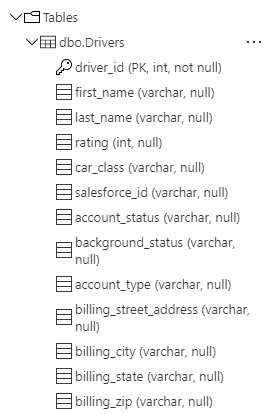 Tables
dbo.Drivers
driver_id (PK, int, not null)
first_name (varchar, null)
last_name (varchar, null)
rating (int, null)
car_class (varchar, null)
salesforce_id (varchar, null)
account_status (varchar, null)
background_status (varchar,
null)
account_type (varchar, null)
billing_street_address (varchar,
null)
billing_city (varchar, null)
billing_state (varchar, null)
billing_zip (varchar, null)